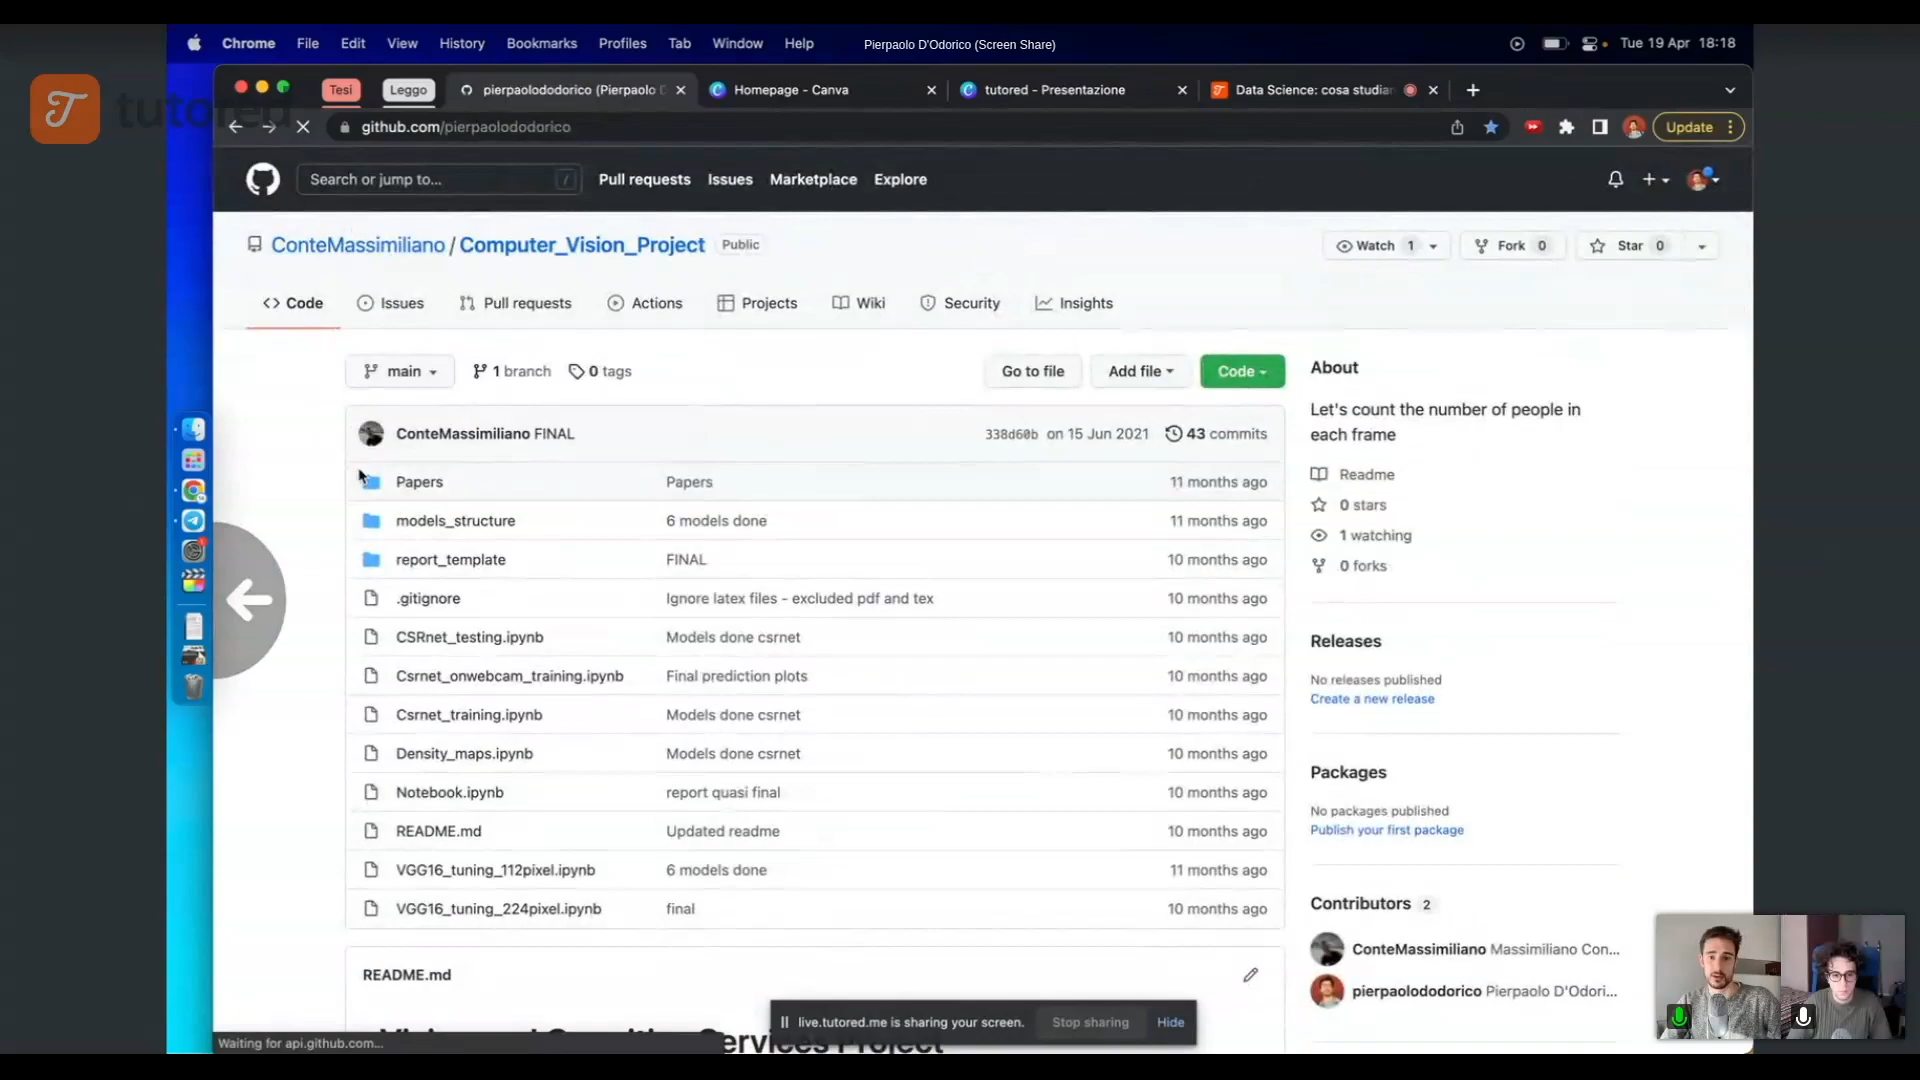 Chrome File Edit View History Bookmarks Profiles Tab Window Help Pierpaolo D'Odorico (Screen Share) Tue 19 Apr 18:18
Tesi Leggo pierpaolododorico (Pierpaolo D Homepage - Canva tutored - Presentazione Data Science: cosa studiar
tutored
github.com/pierpaolododorico Update
Search or jump to... / Pull requests Issues Marketplace Explore
ConteMassimiliano / Computer_Vision_Project Public Watch 1 Fork 0 Star 0
Code Issues Pull requests Actions Projects Wiki Security Insights
main 1 branch 0 tags Go to file Add file Code
ConteMassimiliano FINAL 338d60b on 15 Jun 2021 43 commits
Papers Papers 11 months ago
models_structure 6 models done 11 months ago
report_template FINAL 10 months ago
.gitignore Ignore latex files - excluded pdf and tex 10 months ago
CSRnet_testing.ipynb Models done csrnet 10 months ago
Csrnet_onwebcam_training.ipynb Final prediction plots 10 months ago
Csrnet_training.ipynb Models done csrnet 10 months ago
Density_maps.ipynb Models done csrnet 10 months ago
Notebook.ipynb report quasi final 10 months ago
README.md Updated readme 10 months ago
VGG16_tuning_112pixel.ipynb 6 models done 11 months ago
VGG16_tuning_224pixel.ipynb final 10 months ago
README.md
About
Let's count the number of people in
each frame
Readme
0 stars
1 watching
0 forks
Releases
No releases published
Create a new release
Packages
No packages published
Publish your first package
Contributors 2
ConteMassimiliano Massimiliano Con...
pierpaolododorico Pierpaolo D'Odori...
live.tutored.me is sharing your screen. Stop sharing Hide
Waiting for api.github.com...
ervices Project